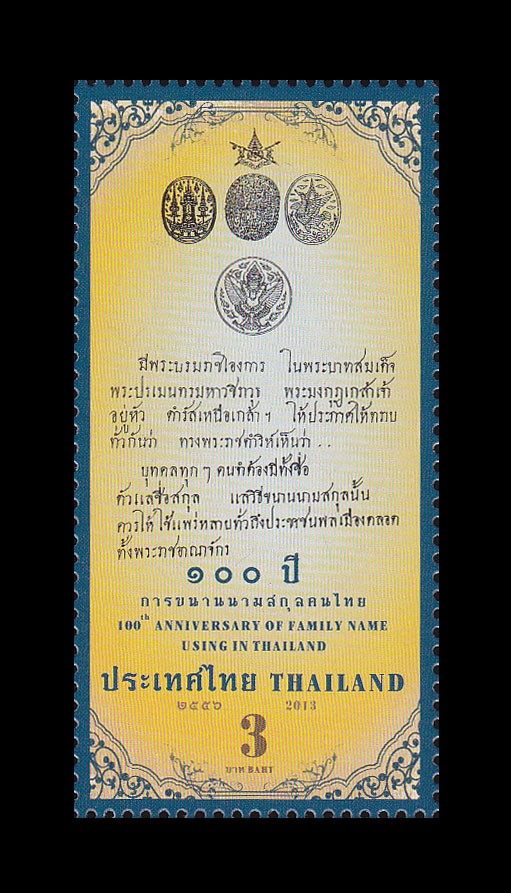 มีพระบรมราชโองการ ในพระบาทสมเด็จ
พระปรเมนทรมหาวชิราวุธ พระมงกุฎเกล้าเจ้า
อยู่หัว ดำรัสเหนือเกล้าฯ ให้ประกาศให้ทราบ
ทั่วกันว่า ทรงพระราชดำริห์เห็นว่า . .
บุคคลทุก ๆ คนต้องมีทั้งชื่อ
ตัวแลชื่อสกุล แลวิธีขนานนามสกุลนั้น
ควรให้ใช้แพร่หลายทั่วถึงประชาชนพลเมืองตลอด
ทั้งพระราชอาณาจักร
๑๐๐ ปี
การขนานนามสกุลคนไทย
100th ANNIVERSARY OF FAMILY NAME
USING IN THAILAND
ประเทศไทย THAILAND
๒๕๕๖ 2013
3
บาท BAHT